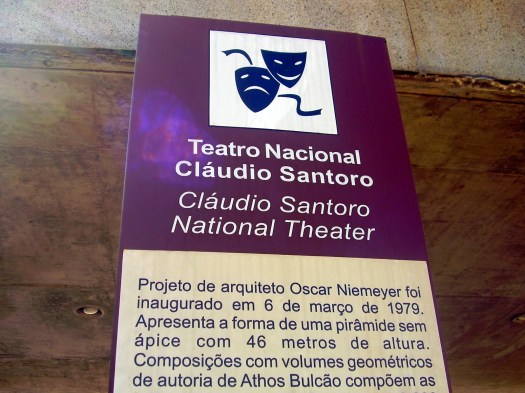 Teatro Nacional
Cláudio Santoro
Cláudio Santoro
National Theater
Projeto de arquiteto Oscar Niemeyer foi
inaugurado em 6 de março de 1979.
Apresenta a forma de uma pirâmide sem
ápice com 46 metros de altura.
Composições com volumes geométricos
de autoria de Athos Bulcão compõem as